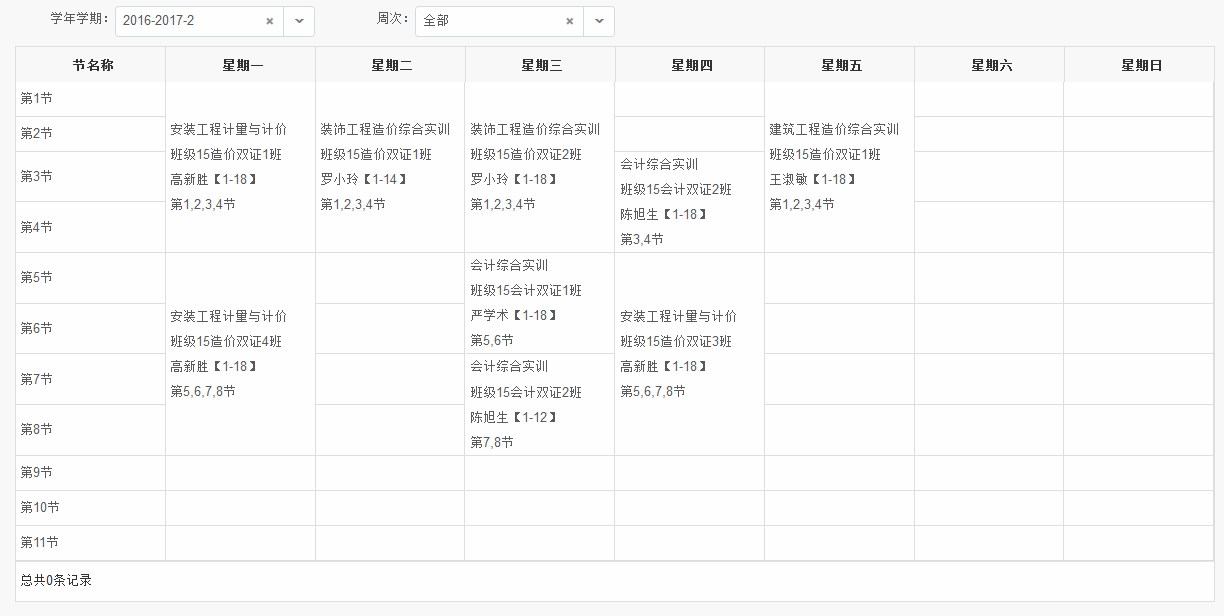 学年学期： 2016-2017-2 × 周次： 全部 ×
节名称 星期一 星期二 星期三 星期四 星期五 星期六 星期日
第1节
第2节
第3节
第4节
安装工程计量与计价
班级15造价双证1班
高新胜【1-18】
第1,2,3,4节
装饰工程造价综合实训
班级15造价双证1班
罗小玲【1-14】
第1,2,3,4节
装饰工程造价综合实训
班级15造价双证2班
罗小玲【1-18】
第1,2,3,4节
会计综合实训
班级15会计双证2班
陈旭生【1-18】
第3,4节
建筑工程造价综合实训
班级15造价双证1班
王淑敏【1-18】
第1,2,3,4节
第5节
第6节
第7节
第8节
安装工程计量与计价
班级15造价双证4班
高新胜【1-18】
第5,6,7,8节
会计综合实训
班级15会计双证1班
严学术【1-18】
第5,6节
会计综合实训
班级15会计双证2班
陈旭生【1-12】
第7,8节
安装工程计量与计价
班级15造价双证3班
高新胜【1-18】
第5,6,7,8节
第9节
第10节
第11节
总共0条记录